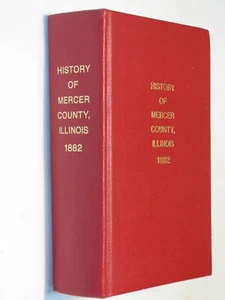 HISTORY
OF
MERCER
COUNTY,
ILLINOIS
1882
HISTORY
OF
MERCER
COUNTY,
ILLINOIS
1882